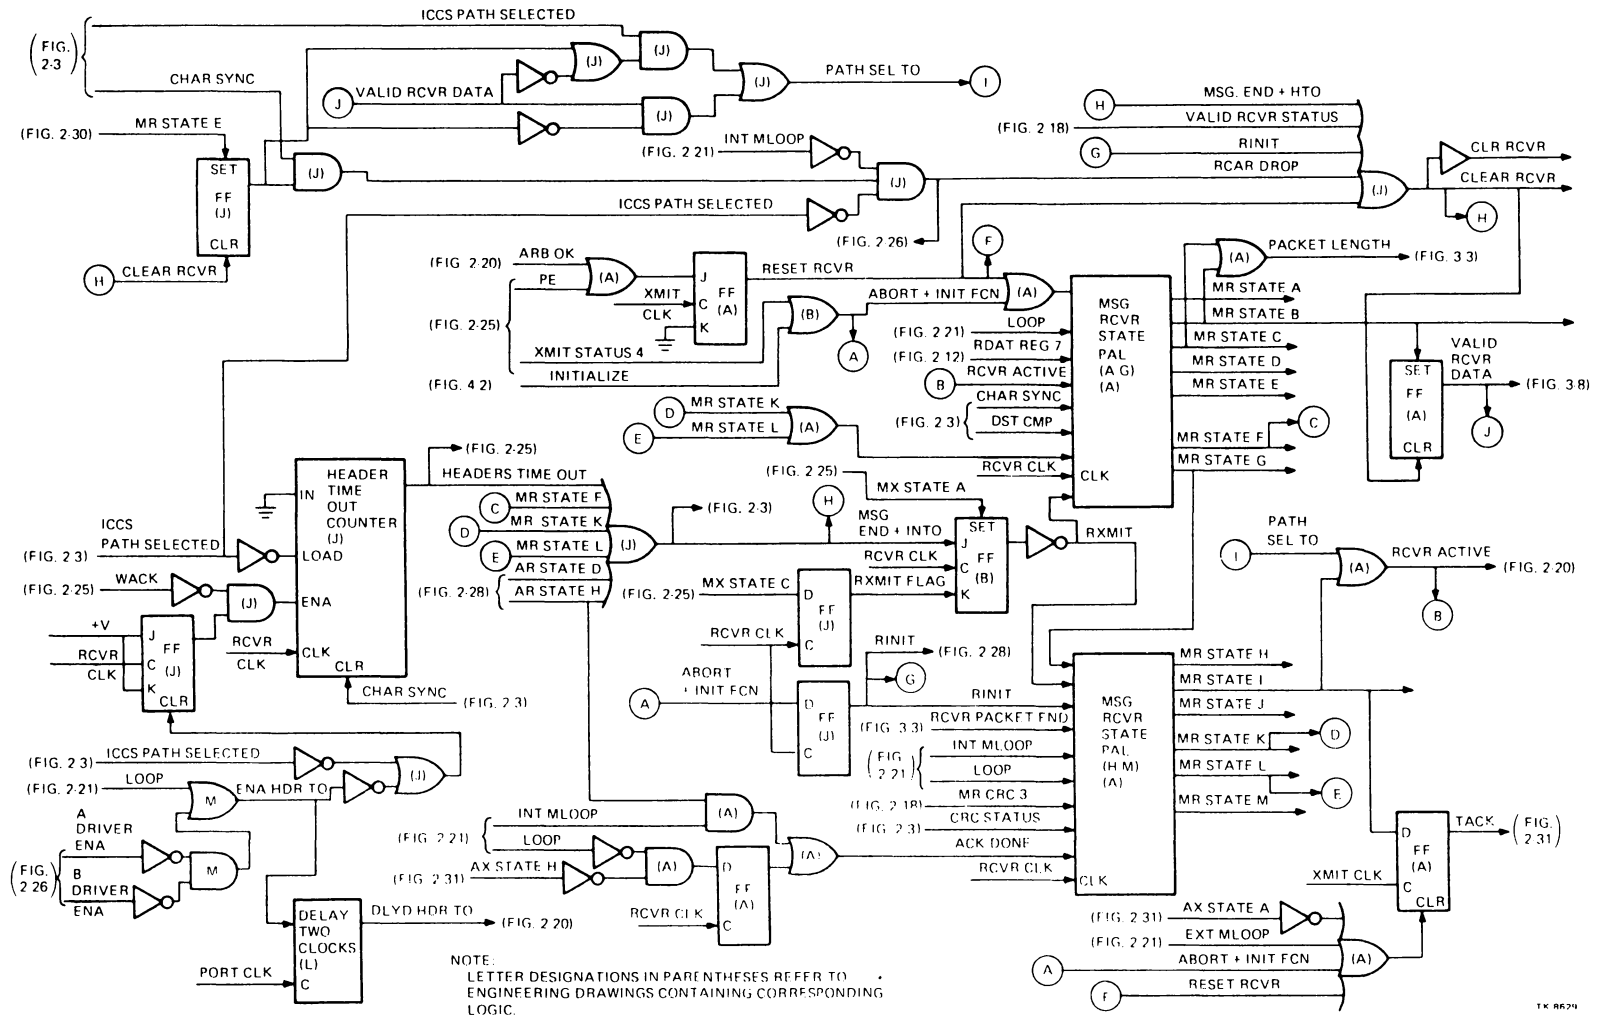 ICCS PATH SELECTED
(FIG. 2-3)
CHAR SYNC
(J)
(J)
(J)
(J)
PATH SEL TO
I
J
VALID RCVR DATA
(FIG. 2-30)
MR STATE E
SET
FF
(J)
CLR
(J)
H
CLEAR RCVR
(FIG. 2 21)
INT MLOOP
(J)
ICCS PATH SELECTED
(FIG. 2-26)
H
MSG. END + HTO
(FIG. 2 18)
VALID RCVR STATUS
G
RINIT
RCAR DROP
(J)
CLR RCVR
CLEAR RCVR
H
(FIG. 2-20)
ARB OK
PE
(A)
(FIG. 2-25)
XMIT
CLK
J
C
K
FF
(A)
RESET RCVR
F
XMIT STATUS 4
(FIG. 4 2)
INITIALIZE
(B)
A
ABORT + INIT FCN
(A)
(FIG. 2 21)
LOOP
(FIG. 2 12)
RDAT REG 7
B
RCVR ACTIVE
(FIG. 2-3)
CHAR SYNC
DST CMP
RCVR CLK
CLK
MSG
RCVR
STATE
PAL
(A G)
(A)
D
MR STATE K
E
MR STATE L
(A)
(A)
PACKET LENGTH
(FIG 3 3)
MR STATE A
MR STATE B
MR STATE C
MR STATE D
MR STATE E
MR STATE F
C
MR STATE G
SET
FF
(A)
CLR
VALID
RCVR
DATA
(FIG. 3-8)
J
(FIG. 2-25)
HEADER
TIME
OUT
COUNTER
(J)
IN
LOAD
ENA
CLK
CLR
ICCS
PATH SELECTED
(FIG. 2 3)
WACK
(FIG. 2-25)
(J)
+V
RCVR
CLK
J
C
K
FF
(J)
CLR
RCVR
CLK
CHAR SYNC
(FIG. 2 3)
HEADERS TIME OUT
C
MR STATE F
D
MR STATE K
E
MR STATE L
AR STATE D
(FIG. 2-28)
AR STATE H
(J)
(FIG. 2-3)
H
MSG
END + INTO
(FIG. 2 25)
MX STATE A
RCVR CLK
RXMIT FLAG
SET
J
C
K
FF
(B)
RXMIT
(FIG. 2-25)
MX STATE C
RCVR CLK
D
FF
(J)
C
ABORT
+ INIT FCN
A
D
FF
(J)
C
RINIT
(FIG. 2 28)
G
PATH
SEL TO
I
(A)
RCVR ACTIVE
(FIG. 2-20)
B
RINIT
(FIG. 3.3)
RCVR PACKET END
(FIG 2 21)
INT MLOOP
LOOP
(FIG. 2-18)
MR CRC 3
(FIG. 2-3)
CRC STATUS
ACK DONE
RCVR CLK
CLK
MSG
RCVR
STATE
PAL
(H M)
(A)
MR STATE H
MR STATE I
MR STATE J
MR STATE K
D
MR STATE L
E
MR STATE M
(FIG. 2 3)
ICCS PATH SELECTED
(FIG. 2-21)
LOOP
M
ENA HDR TO
(J)
A
DRIVER
ENA
(FIG. 2 26)
B
DRIVER
ENA
M
DELAY
TWO
CLOCKS
(L)
C
DLYD HDR TO
(FIG. 2 20)
PORT CLK
INT MLOOP
(FIG. 2 21)
LOOP
(FIG. 2-31)
AX STATE H
(A)
(A)
D
FF
(A)
C
RCVR CLK
(A)
D
FF
(A)
C
CLR
TACK
(FIG. 2-31)
XMIT CLK
(FIG. 2 31)
AX STATE A
(FIG. 2 21)
EXT MLOOP
A
ABORT + INIT FCN
F
RESET RCVR
(A)
NOTE:
LETTER DESIGNATIONS IN PARENTHESES REFER TO
ENGINEERING DRAWINGS CONTAINING CORRESPONDING
LOGIC.
TK 8629